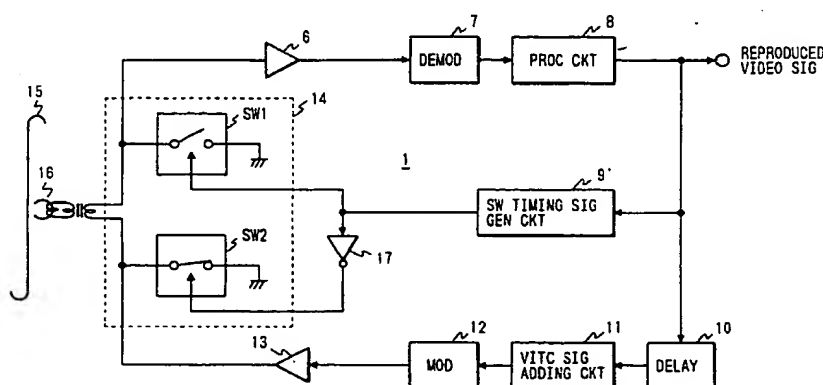 6
7
DEMOD
8
PROC CKT
REPRODUCED
VIDEO SIG
15
14
SW1
16
1
9'
SW TIMING SIG
GEN CKT
SW2
17
13
12
MOD
11
VITC SIG
ADDING CKT
10
DELAY